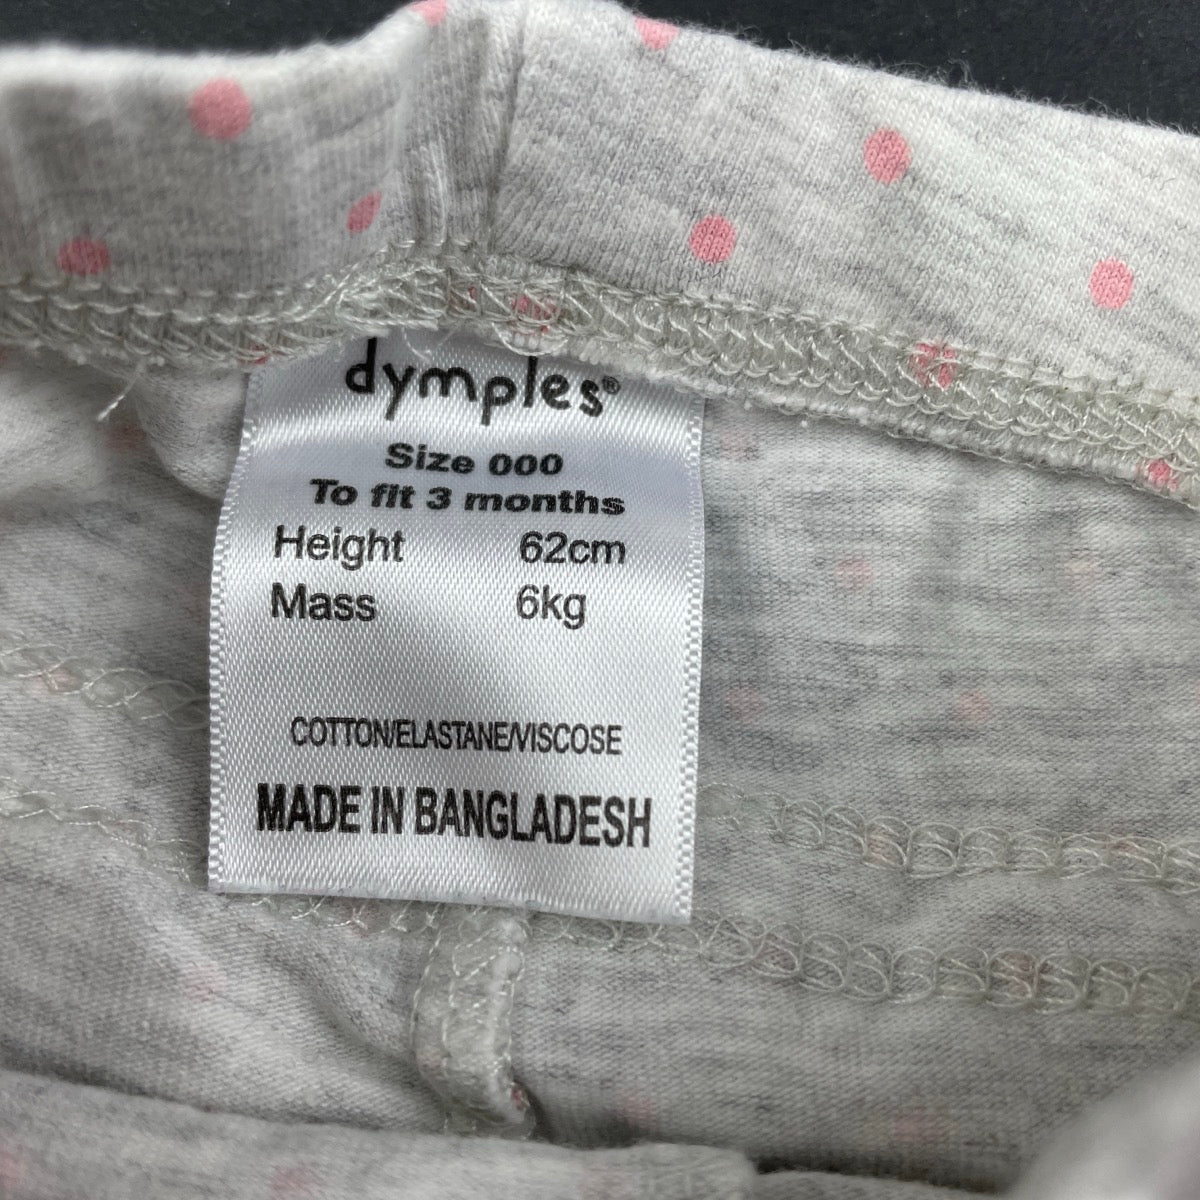 dymples®
Size 000
To fit 3 months
Height 62cm
Mass 6kg
COTTON/ELASTANE/VISCOSE
MADE IN BANGLADESH